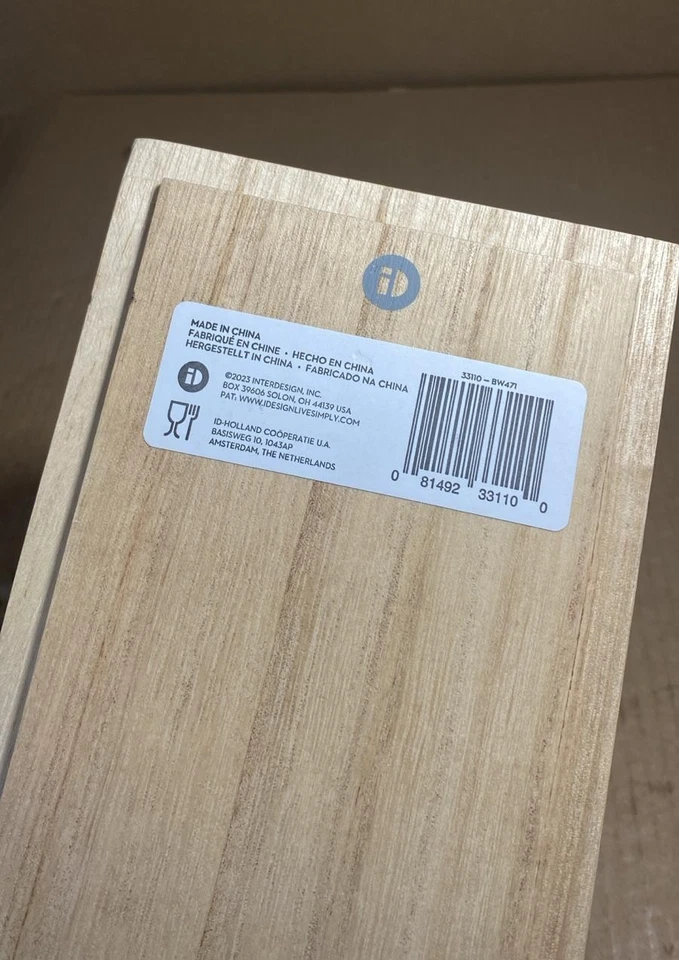 iD
MADE IN CHINA
FABRIQUÉ EN CHINE • HECHO EN CHINA
HERGESTELLT IN CHINA • FABRICADO NA CHINA
iD
©2023 INTERDESIGN, INC.
BOX 39606 SOLON, OH 44139 USA
PAT: WWW.IDESIGNLIVESIMPLY.COM
ID-HOLLAND COÖPERATIE U.A.
BASISWEG 10, 1043AP
AMSTERDAM, THE NETHERLANDS
33110 – BW471
0 81492 33110 0